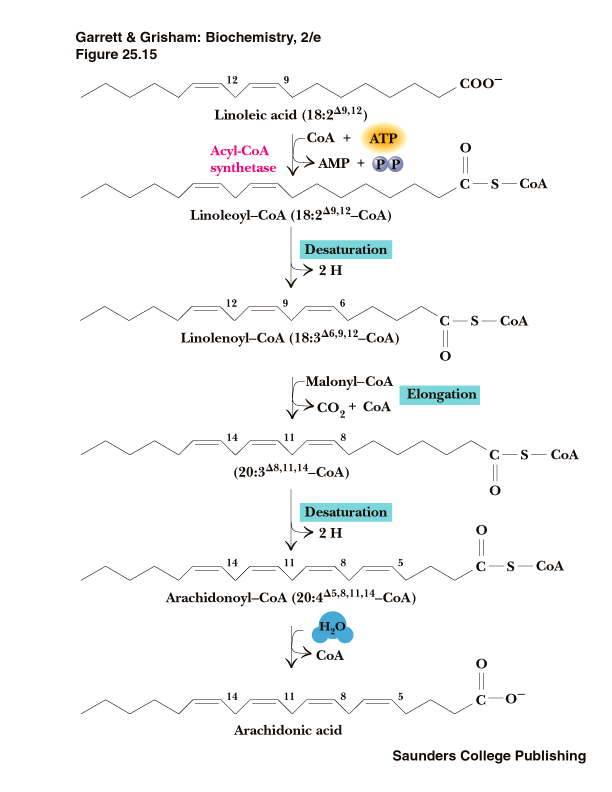 Garrett & Grisham: Biochemistry, 2/e
Figure 25.15
12 9 COO⁻
Linoleic acid (18:2Δ9,12)
CoA + ATP
Acyl-CoA
synthetase
AMP + P P
O
C–S–CoA
Linoleoyl–CoA (18:2Δ9,12–CoA)
Desaturation
2 H
12 9 6
C–S–CoA
O
Linolenoyl–CoA (18:3Δ6,9,12–CoA)
Malonyl–CoA
Elongation
CO₂ + CoA
14 11 8
C–S–CoA
O
(20:3Δ8,11,14–CoA)
Desaturation
2 H
O
14 11 8 5
C–S–CoA
Arachidonoyl–CoA (20:4Δ5,8,11,14–CoA)
H₂O
CoA
O
14 11 8 5
C–O⁻
Arachidonic acid
Saunders College Publishing